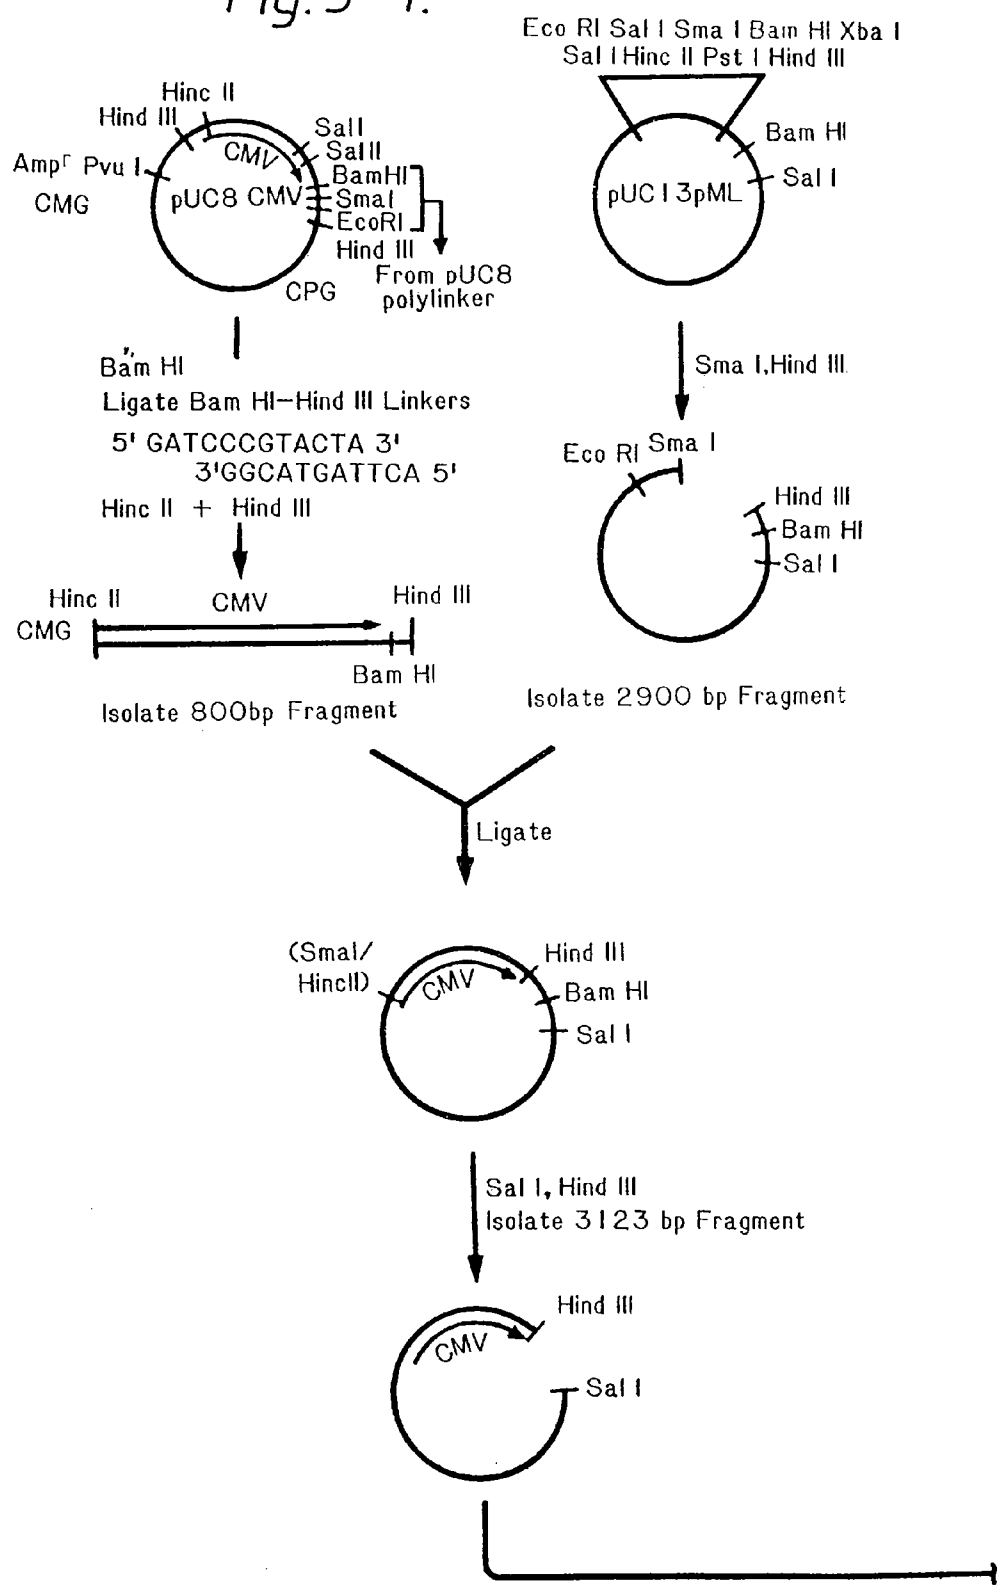 Fig. 5-1.
Eco RI Sal I Sma I Bam HI Xba I
Sal I Hinc II Pst I Hind III
Hinc II
Hind III
Amp^r Pvu I
CMG
CMV
pUC8 CMV
SalI
SalII
BamHI
SmaI
EcoRI
Hind III
CPG
From pUC8
polylinker
pUC13pML
Bam HI
Sal I
Bam HI
Ligate Bam HI-Hind III Linkers
5' GATCCCGTACTA 3'
3'GGCATGATTCA 5'
Hinc II + Hind III
Sma I,Hind III
Eco RI
Sma I
Hind III
Bam HI
Sal I
Hinc II
CMV
Hind III
CMG
Bam HI
Isolate 800bp Fragment
Isolate 2900 bp Fragment
Ligate
(SmaI/
HincII)
CMV
Hind III
Bam HI
Sal I
Sal I, Hind III
Isolate 3123 bp Fragment
Hind III
CMV
Sal I